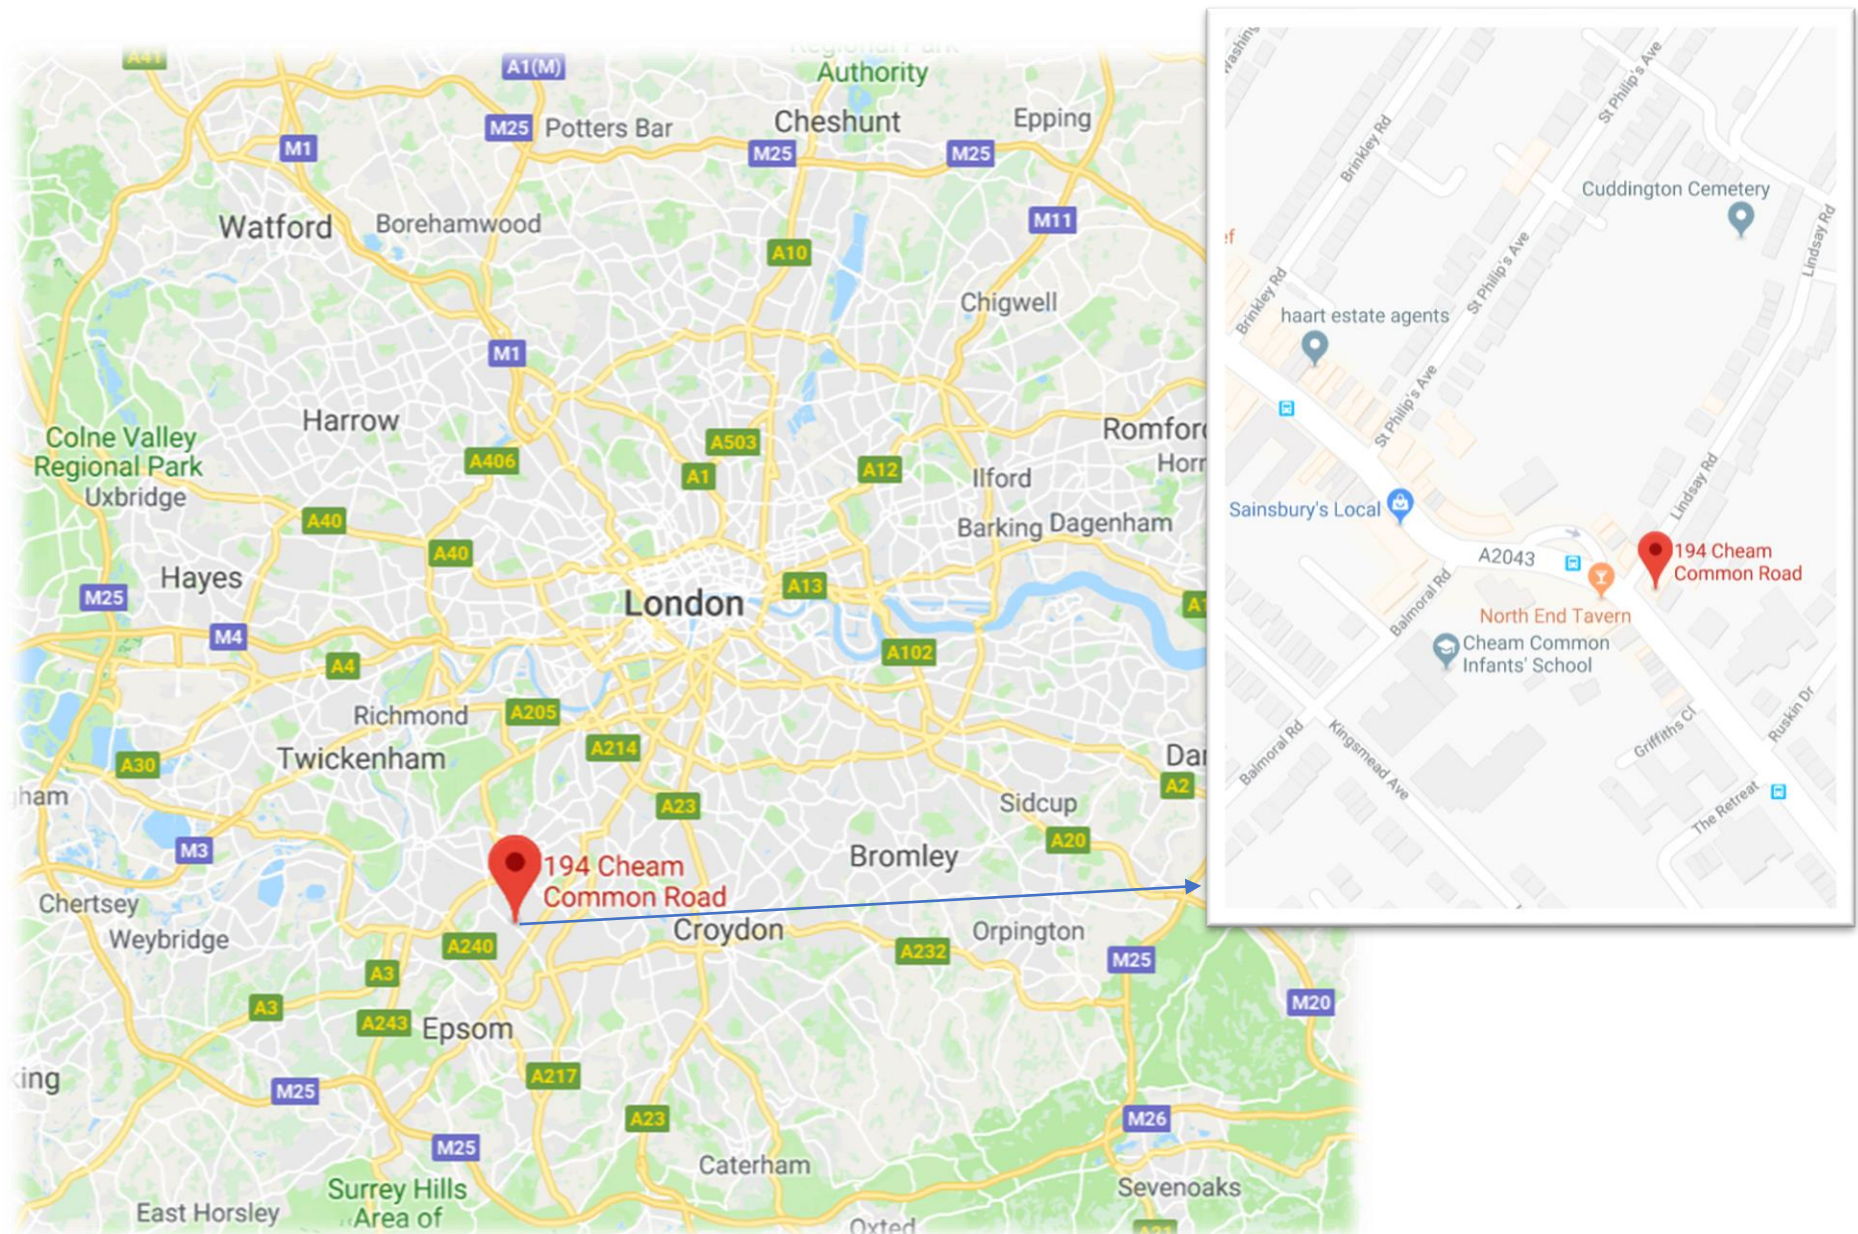 A41
A1(M)
Regional Park
Authority
M25
Potters Bar
Cheshunt
Epping
M1
M25
M25
Watford
Borehamwood
M11
A10
Chigwell
M1
Harrow
Colne Valley
Regional Park
A406
A503
A1
A12
Romford
Uxbridge
Ilford
A40
Barking
Dagenham
A40
Hayes
M25
London
A13
M4
A4
A102
Richmond
A205
A214
Twickenham
A30
A23
A2
Sidcup
A20
M3
194 Cheam
Common Road
Bromley
Chertsey
Weybridge
A240
Croydon
Orpington
A232
M25
A3
A3
A243
Epsom
M20
A217
M25
A23
M26
M25
Caterham
Surrey Hills
Area of
Sevenoaks
East Horsley
Oxted
A21
St Philip's Ave
Brinkley Rd
Cuddington Cemetery
Lindsay Rd
St Philip's Ave
Brinkley Rd
haart estate agents
St Philip's Ave
Lindsay Rd
Sainsbury's Local
A2043
194 Cheam
Common Road
Balmoral Rd
North End Tavern
Cheam Common
Infants' School
Griffiths Cl
Ruskin Dr
Balmoral Rd
Kingsmead Ave
The Retreat